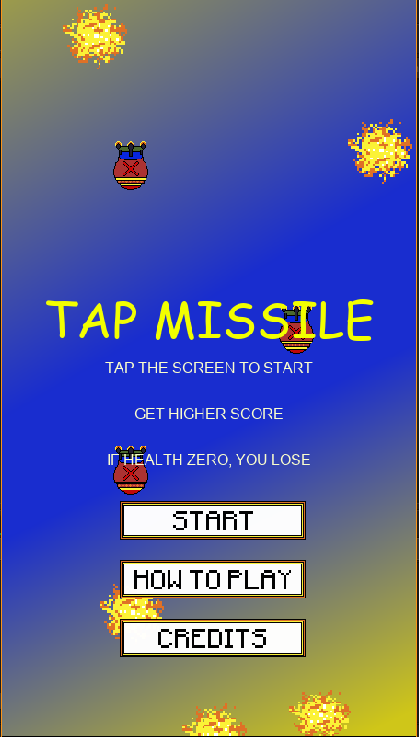 TAP MISSILE
TAP THE SCREEN TO START
GET HIGHER SCORE
IF HEALTH ZERO, YOU LOSE
START
HOW TO PLAY
CREDITS